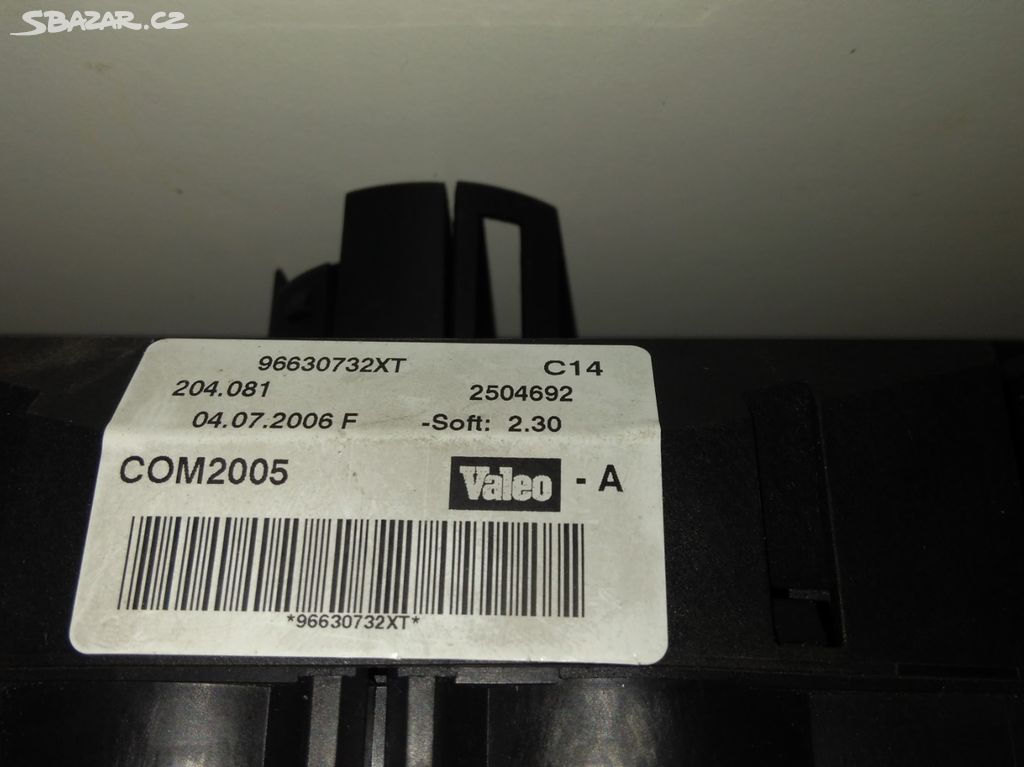 SBAZAR.CZ
96630732XT C14
204.081 2504692
04.07.2006 F -Soft: 2.30
COM2005 Valeo - A
*96630732XT*